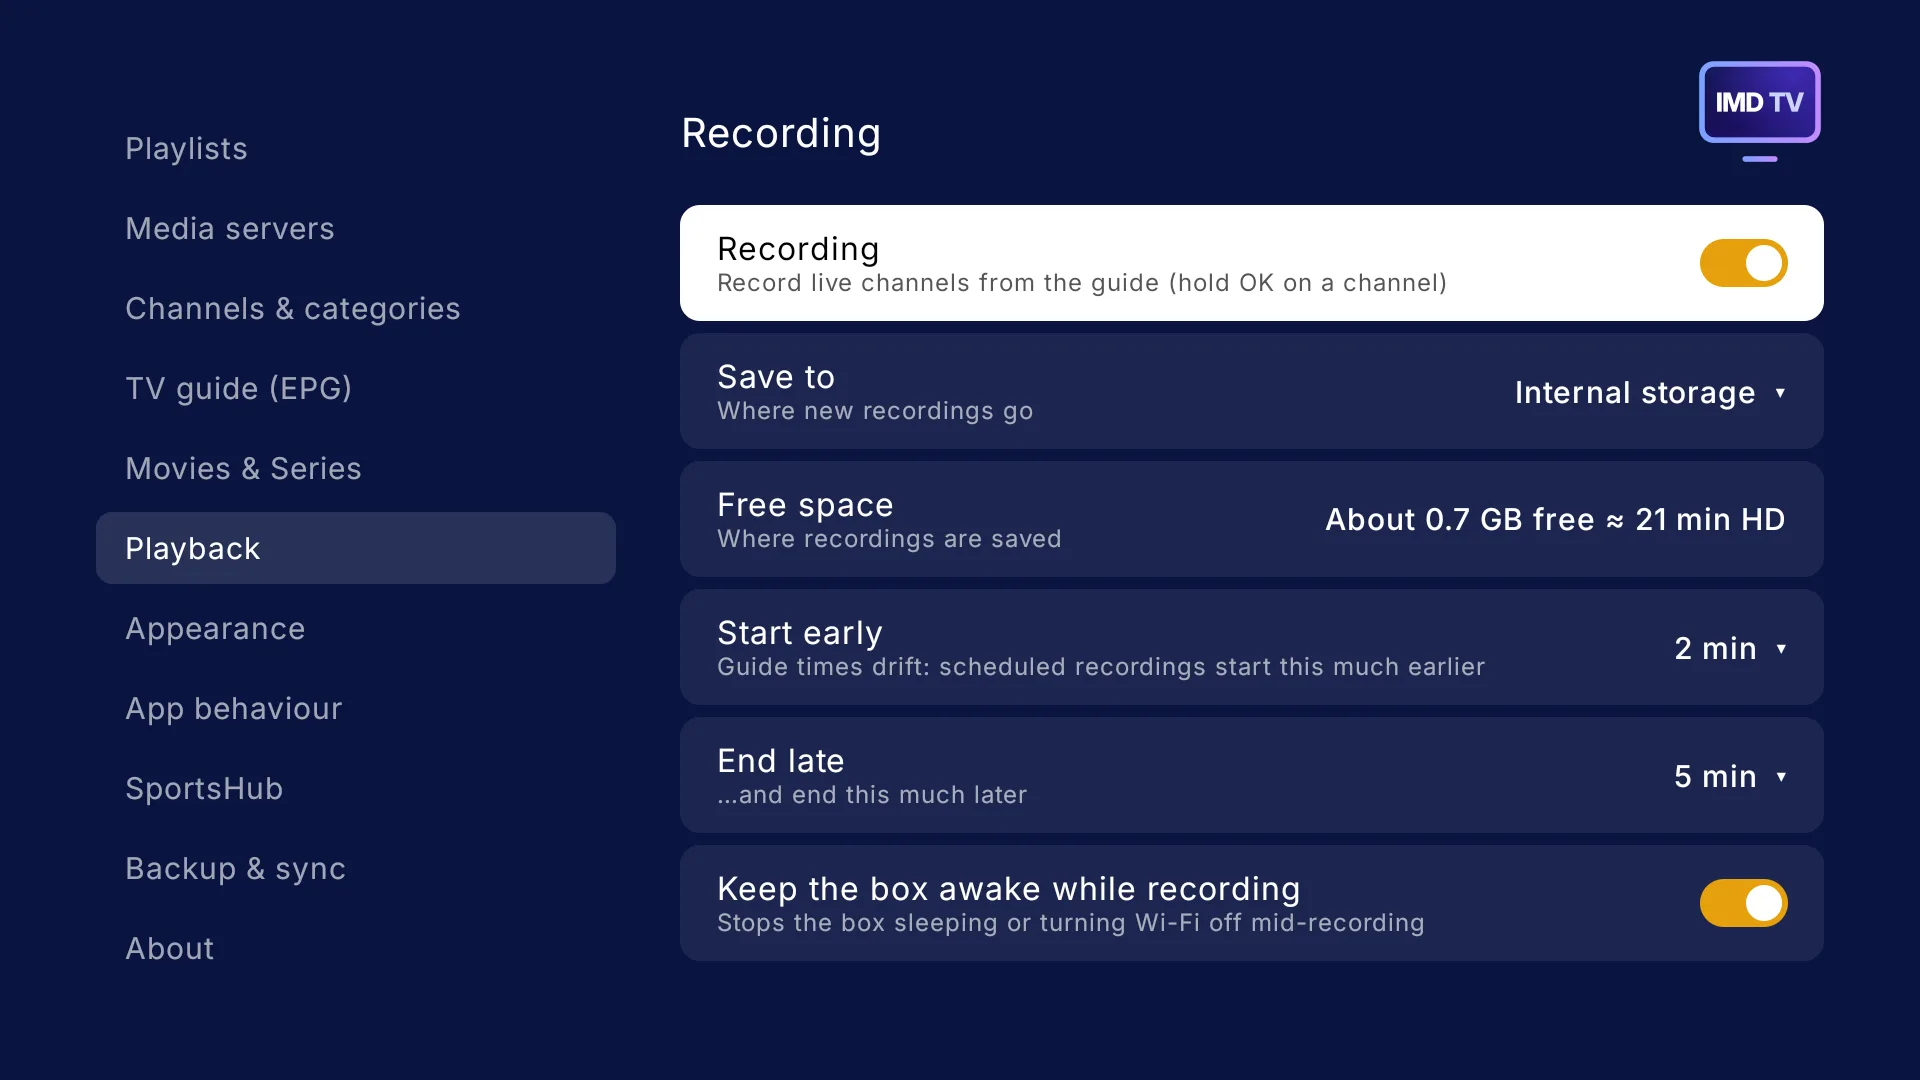 IMD TV
Playlists
Media servers
Channels & categories
TV guide (EPG)
Movies & Series
Playback
Appearance
App behaviour
SportsHub
Backup & sync
About
Recording
Recording
Record live channels from the guide (hold OK on a channel)
Save to
Where new recordings go
Internal storage ▾
Free space
Where recordings are saved
About 0.7 GB free ≈ 21 min HD
Start early
Guide times drift: scheduled recordings start this much earlier
2 min ▾
End late
...and end this much later
5 min ▾
Keep the box awake while recording
Stops the box sleeping or turning Wi-Fi off mid-recording